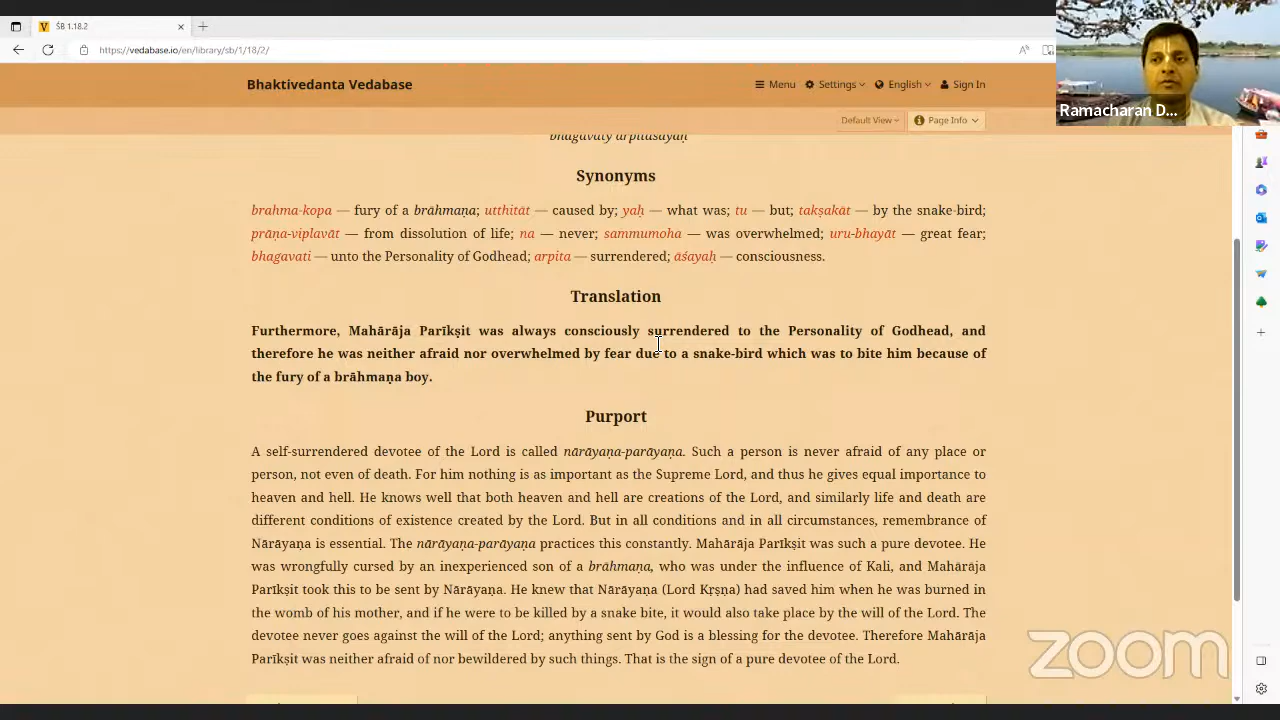 ŚB 1.18.2
https://vedabase.io/en/library/sb/1/18/2/
Bhaktivedanta Vedabase
Menu Settings English Sign In
Default View Page Info
Ramacharan D...
bhagavaty arpitāśayaḥ
Synonyms
brahma-kopa — fury of a brāhmaṇa; utthitāt — caused by; yaḥ — what was; tu — but; takṣakāt — by the snake-bird;
prāṇa-viplavāt — from dissolution of life; na — never; sammumoha — was overwhelmed; uru-bhayāt — great fear;
bhagavati — unto the Personality of Godhead; arpita — surrendered; āśayaḥ — consciousness.
Translation
Furthermore, Mahārāja Parīkṣit was always consciously surrendered to the Personality of Godhead, and
therefore he was neither afraid nor overwhelmed by fear due to a snake-bird which was to bite him because of
the fury of a brāhmaṇa boy.
Purport
A self-surrendered devotee of the Lord is called nārāyaṇa-parāyaṇa. Such a person is never afraid of any place or
person, not even of death. For him nothing is as important as the Supreme Lord, and thus he gives equal importance to
heaven and hell. He knows well that both heaven and hell are creations of the Lord, and similarly life and death are
different conditions of existence created by the Lord. But in all conditions and in all circumstances, remembrance of
Nārāyaṇa is essential. The nārāyaṇa-parāyaṇa practices this constantly. Mahārāja Parīkṣit was such a pure devotee. He
was wrongfully cursed by an inexperienced son of a brāhmaṇa, who was under the influence of Kali, and Mahārāja
Parīkṣit took this to be sent by Nārāyaṇa. He knew that Nārāyaṇa (Lord Kṛṣṇa) had saved him when he was burned in
the womb of his mother, and if he were to be killed by a snake bite, it would also take place by the will of the Lord. The
devotee never goes against the will of the Lord; anything sent by God is a blessing for the devotee. Therefore Mahārāja
Parīkṣit was neither afraid of nor bewildered by such things. That is the sign of a pure devotee of the Lord.
zoom